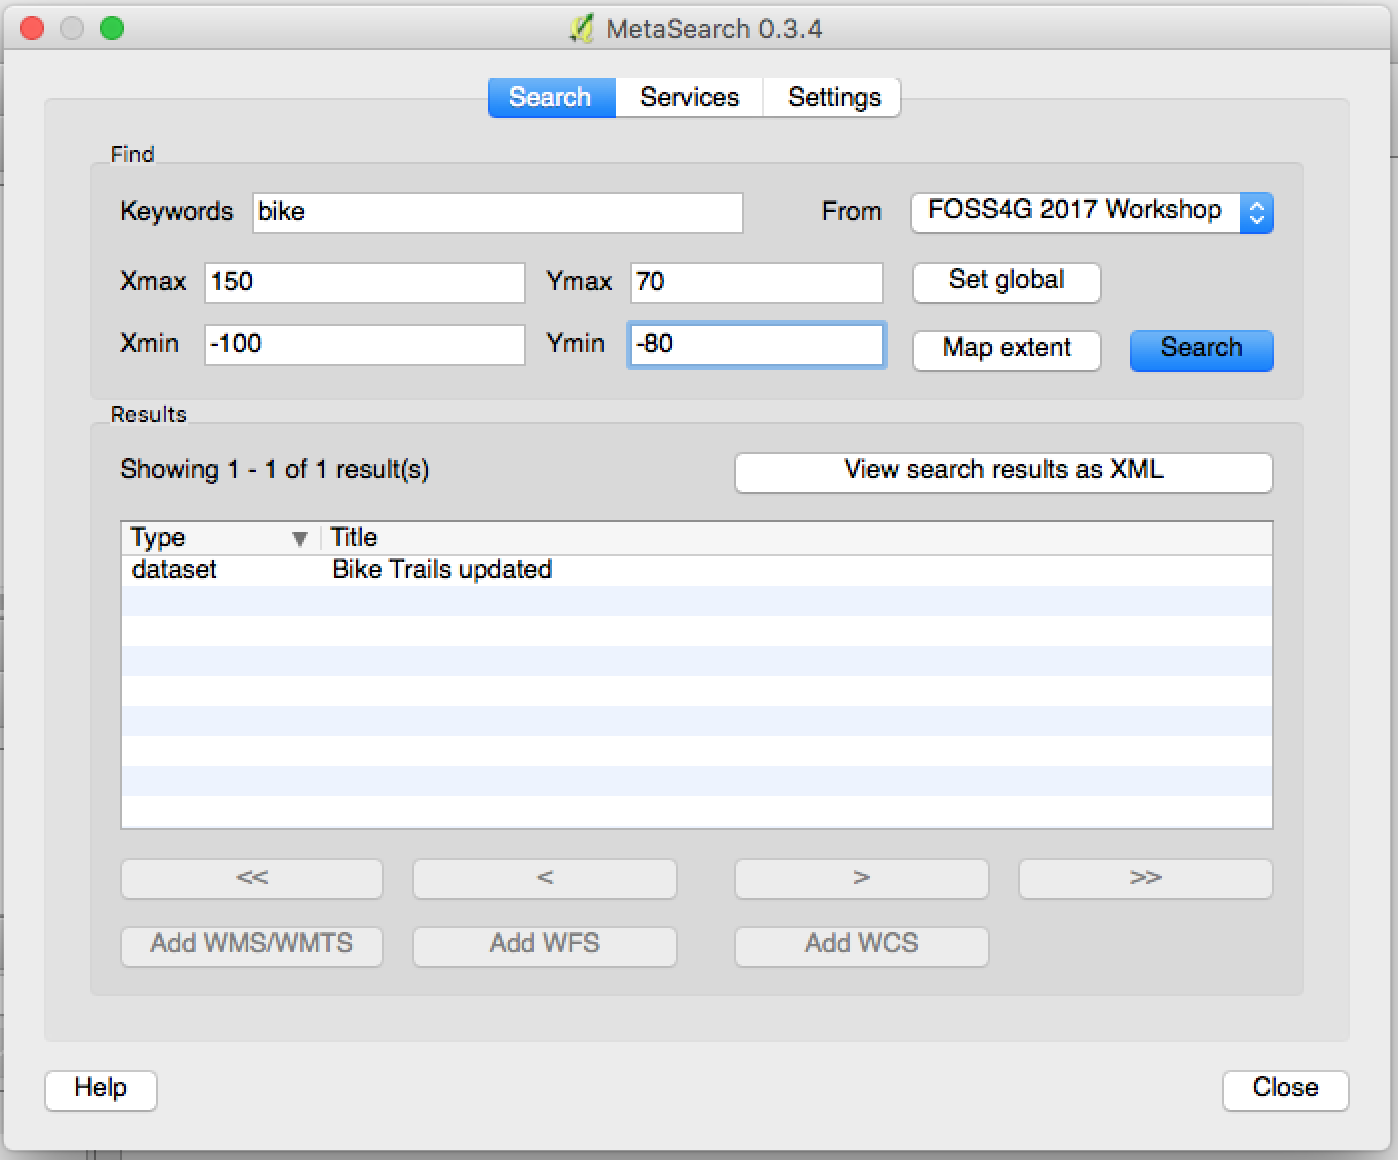 MetaSearch 0.3.4
Search Services Settings
Find
Keywords bike From FOSS4G 2017 Workshop
Xmax 150 Ymax 70 Set global
Xmin -100 Ymin -80 Map extent Search
Results
Showing 1 - 1 of 1 result(s) View search results as XML
Type Title
dataset Bike Trails updated
<< < > >>
Add WMS/WMTS Add WFS Add WCS
Help Close